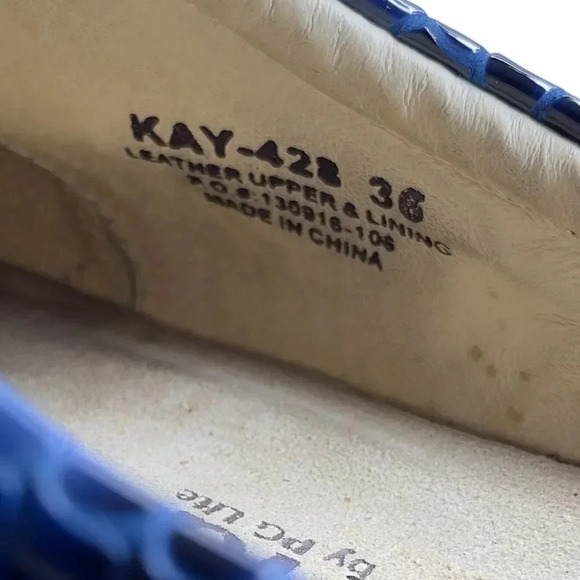 KAY-428 36
LEATHER UPPER & LINING
P.O.#:130916-106
MADE IN CHINA
by PG Lite